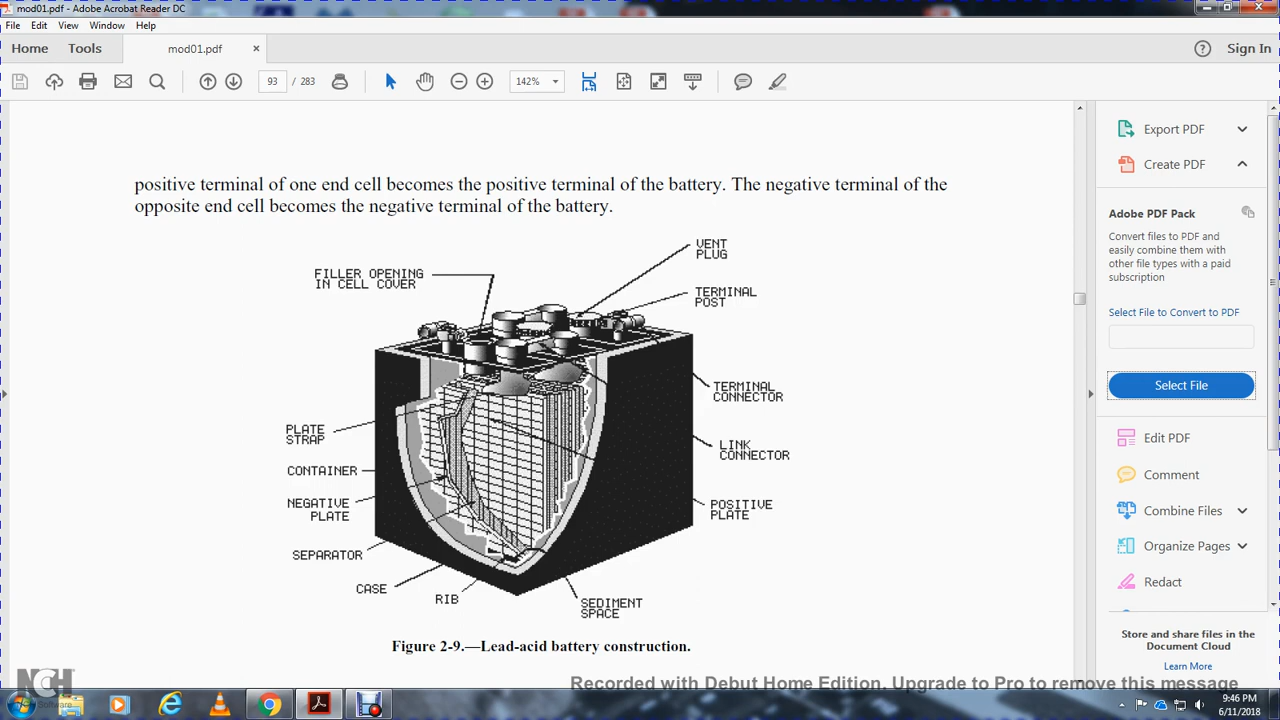 mod01.pdf - Adobe Acrobat Reader DC
File Edit View Window Help
Home Tools mod01.pdf × Sign In
93 / 283 142%
positive terminal of one end cell becomes the positive terminal of the battery. The negative terminal of the
opposite end cell becomes the negative terminal of the battery.
VENT
PLUG
FILLER OPENING
IN CELL COVER
TERMINAL
POST
TERMINAL
CONNECTOR
PLATE
STRAP
LINK
CONNECTOR
CONTAINER
NEGATIVE
PLATE
POSITIVE
PLATE
SEPARATOR
CASE
RIB
SEDIMENT
SPACE
Figure 2-9.—Lead-acid battery construction.
Export PDF
Create PDF
Adobe PDF Pack
Convert files to PDF and
easily combine them with
other file types with a paid
subscription
Select File to Convert to PDF
Select File
Edit PDF
Comment
Combine Files
Organize Pages
Redact
Store and share files in the
Document Cloud
Learn More
NCH
Software
Recorded with Debut Home Edition. Upgrade to Pro to remove this message
9:46 PM
6/11/2018